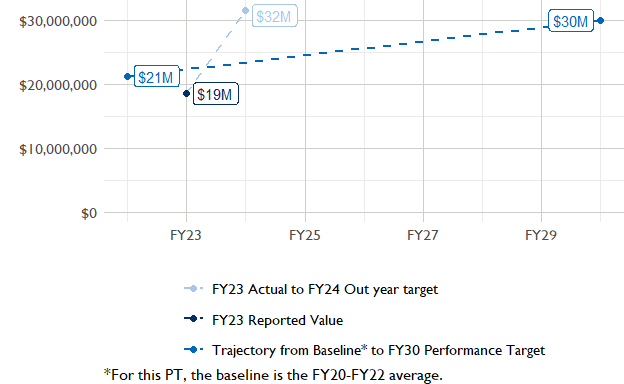 $32M
$30,000,000
$30M
$21M
$20,000,000
$19M
$10,000,000
$0
FY23 FY25 FY27 FY29
FY23 Actual to FY24 Out year target
FY23 Reported Value
Trajectory from Baseline* to FY30 Performance Target
*For this PT, the baseline is the FY20-FY22 average.